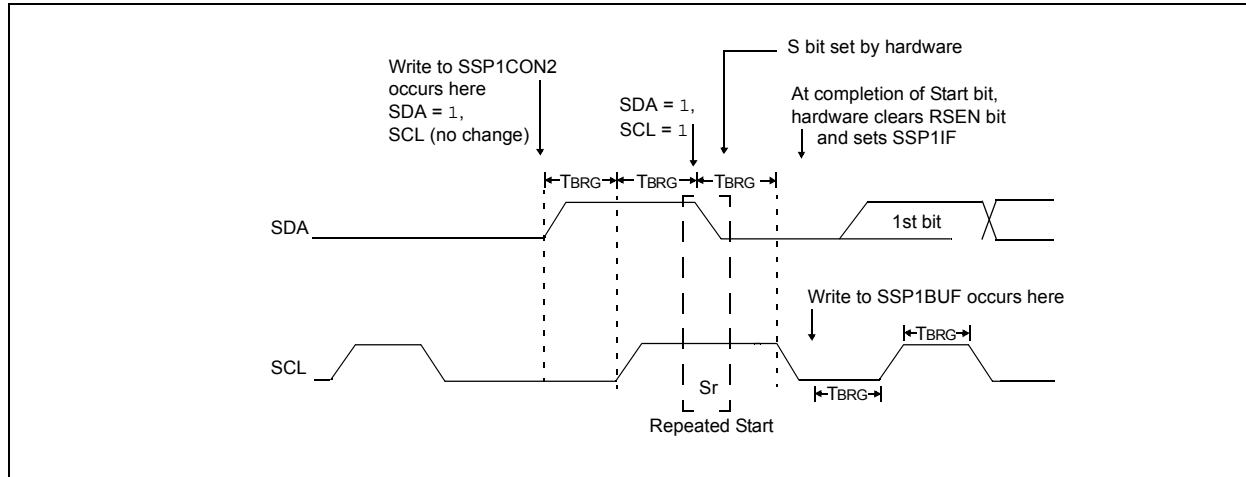 S bit set by hardware
Write to SSP1CON2
occurs here
SDA = 1,
SCL (no change)
SDA = 1,
SCL = 1
At completion of Start bit,
hardware clears RSEN bit
and sets SSP1IF
TBRG TBRG TBRG
SDA
1st bit
Write to SSP1BUF occurs here
TBRG
SCL
Sr
TBRG
Repeated Start